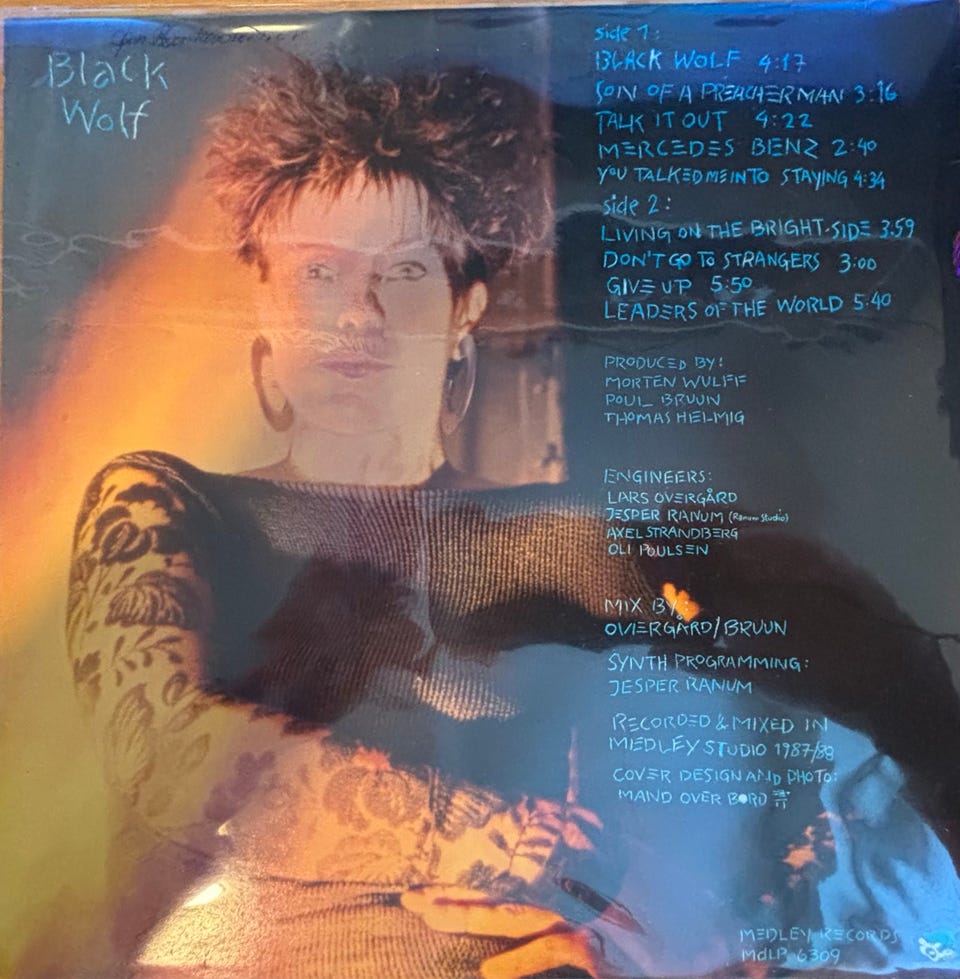 Black
Wolf
side 1:
BLACK WOLF 4:17
SON OF A PREACHERMAN 3:16
TALK IT OUT 4:22
MERCEDES BENZ 2:40
YOU TALKED ME INTO STAYING 4:34
side 2:
LIVING ON THE BRIGHT·SIDE 3:59
DON'T GO TO STRANGERS 3:00
GIVE UP 5:50
LEADERS OF THE WORLD 5:40
PRODUCED BY:
MORTEN WULFF
POUL BRUUN
THOMAS HELMIG
ENGINEERS:
LARS OVERGÅRD
JESPER RANUM (Ranum Studio)
AXEL STRANDBERG
OLI POULSEN
MIX BY:
OVERGÅRD/BRUUN
SYNTH PROGRAMMING:
JESPER RANUM
RECORDED & MIXED IN
MEDLEY STUDIO 1987/88
COVER DESIGN AND PHOTO:
MAND OVER BORD
MEDLEY RECORDS
MdLP 6309